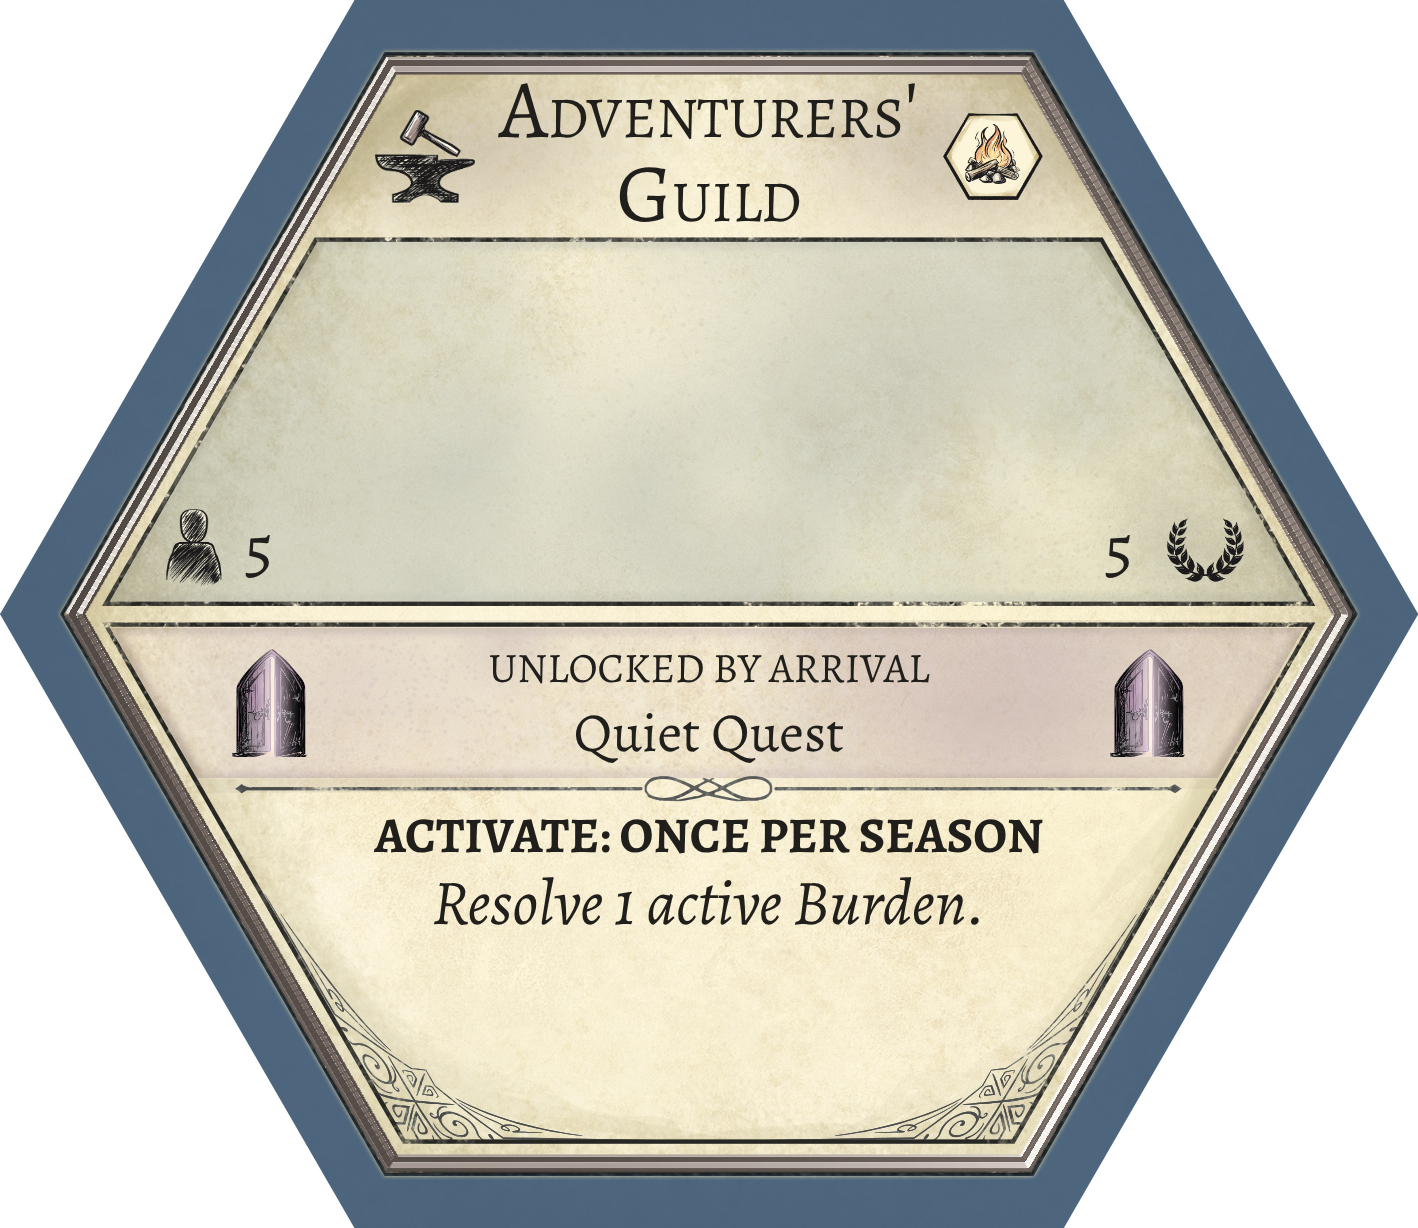 Adventurers'
Guild
5
5
UNLOCKED BY ARRIVAL
Quiet Quest
ACTIVATE: ONCE PER SEASON
Resolve 1 active Burden.